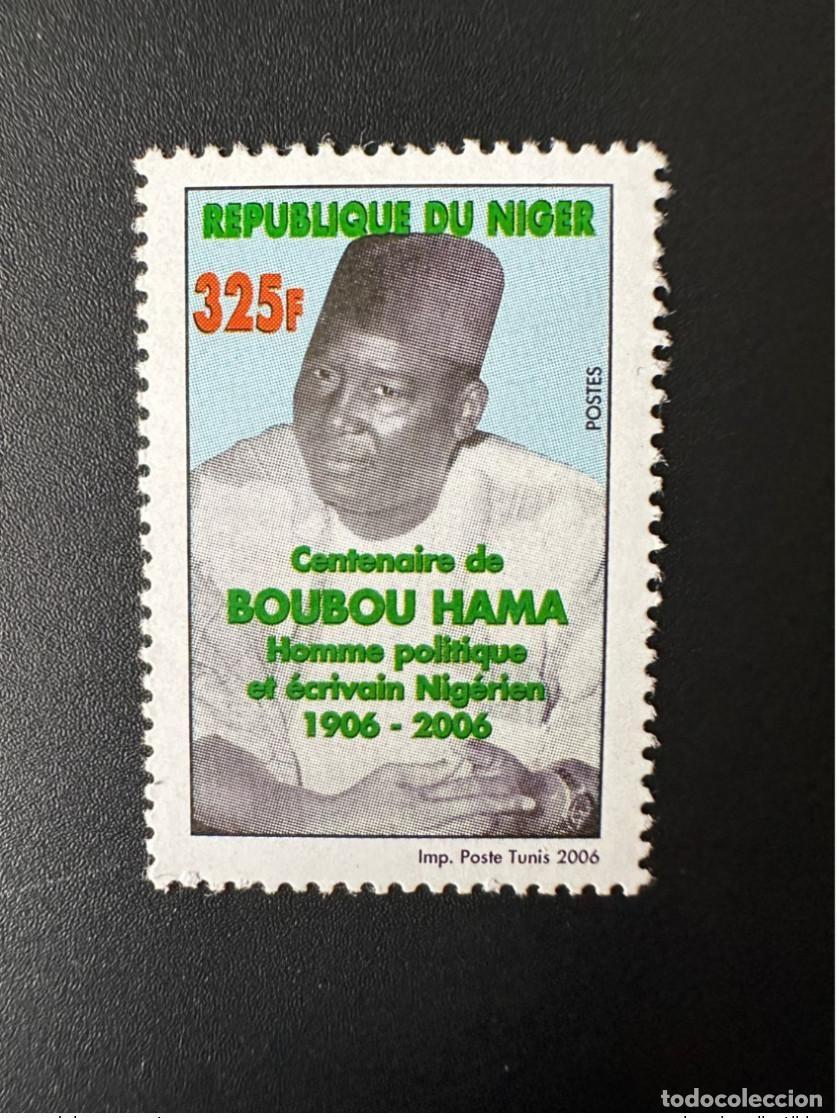 REPUBLIQUE DU NIGER
325F
POSTES
Centenaire de
BOUBOU HAMA
Homme politique
et écrivain Nigérien
1906 - 2006
Imp. Poste Tunis 2006
todocoleccion